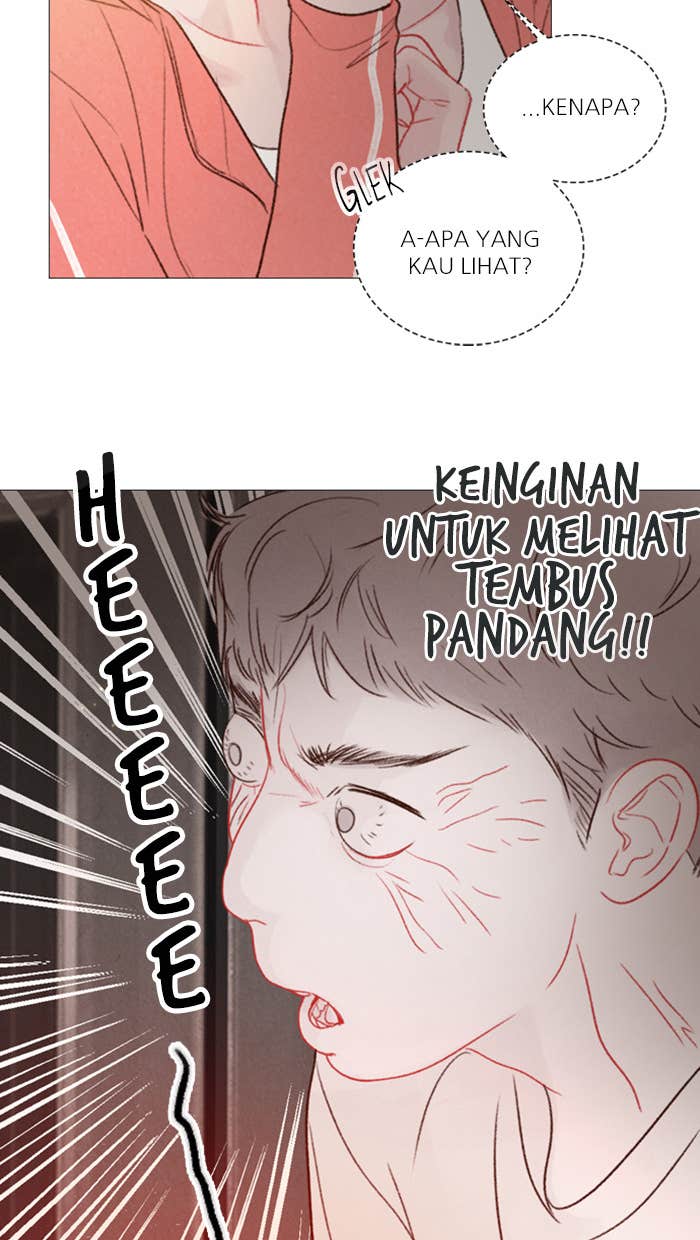 ...KENAPA?
GLEK
A-APA YANG
KAU LIHAT?
KEINGINAN
UNTUK MELIHAT
TEMBUS
PANDANG!!
HEEEEEE